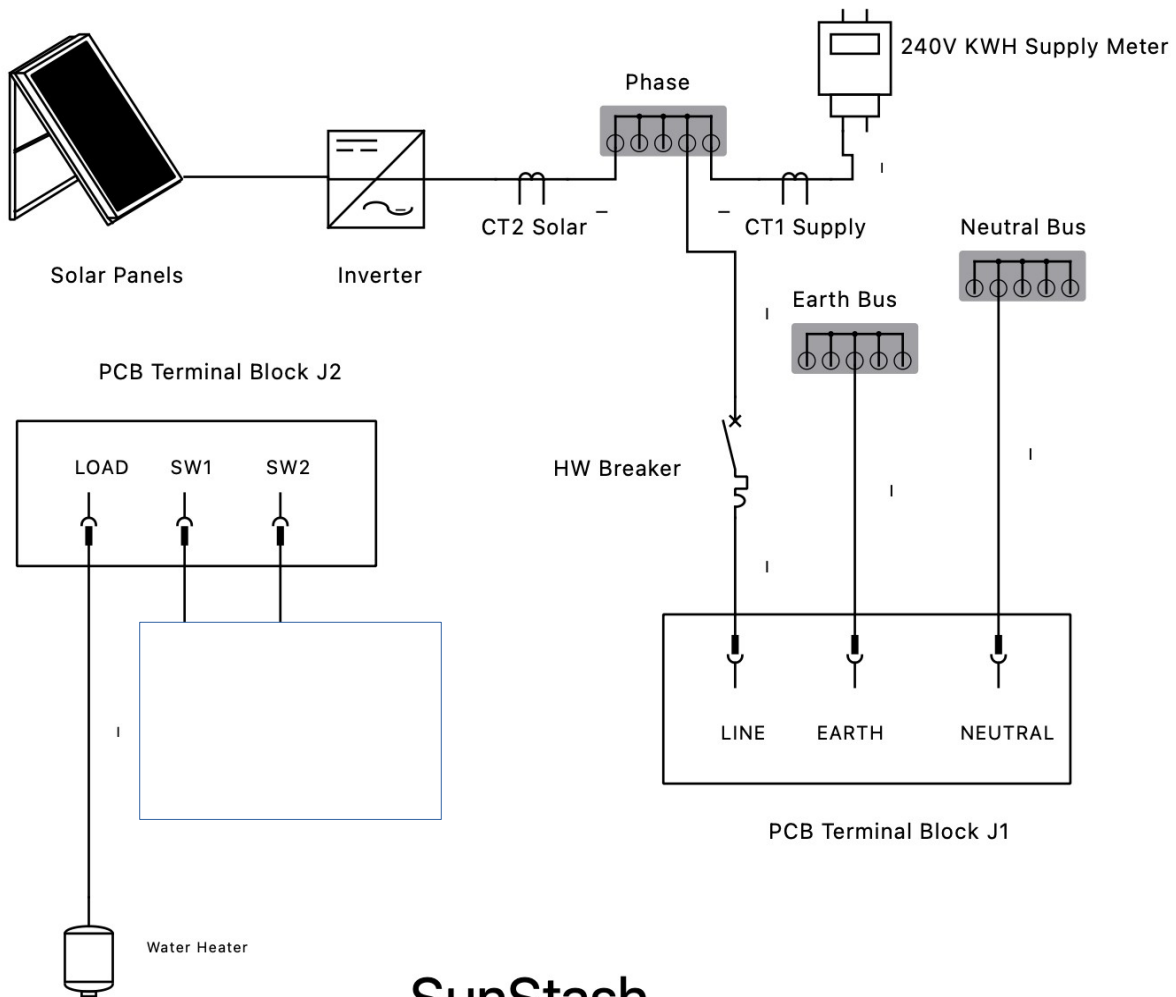 240V KWH Supply Meter
Phase
CT2 Solar
CT1 Supply
Neutral Bus
Solar Panels
Inverter
Earth Bus
PCB Terminal Block J2
HW Breaker
LOAD
SW1
SW2
LINE
EARTH
NEUTRAL
PCB Terminal Block J1
Water Heater
SunStash